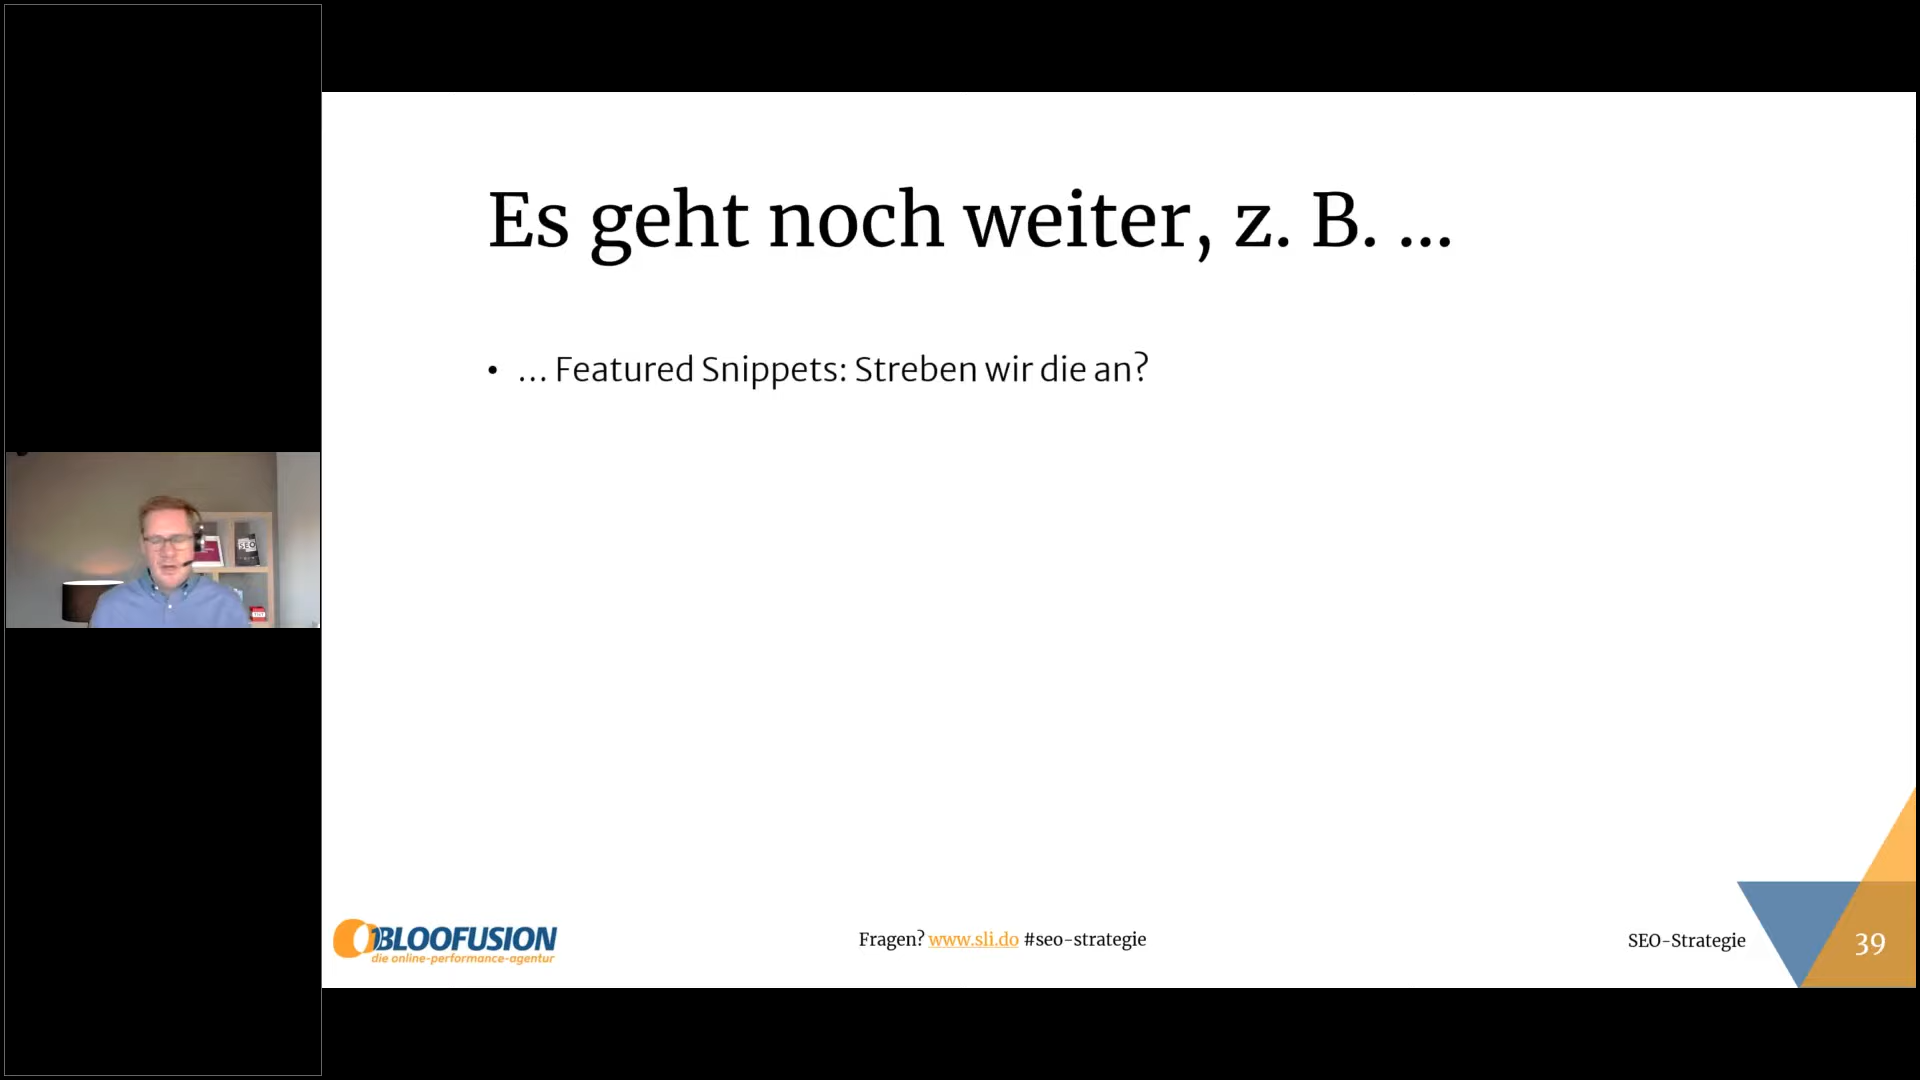 Es geht noch weiter, z. B. ...
• ... Featured Snippets: Streben wir die an?
SEO
BLOOFUSION
die online-performance-agentur
Fragen? www.sli.do #seo-strategie
SEO-Strategie
39